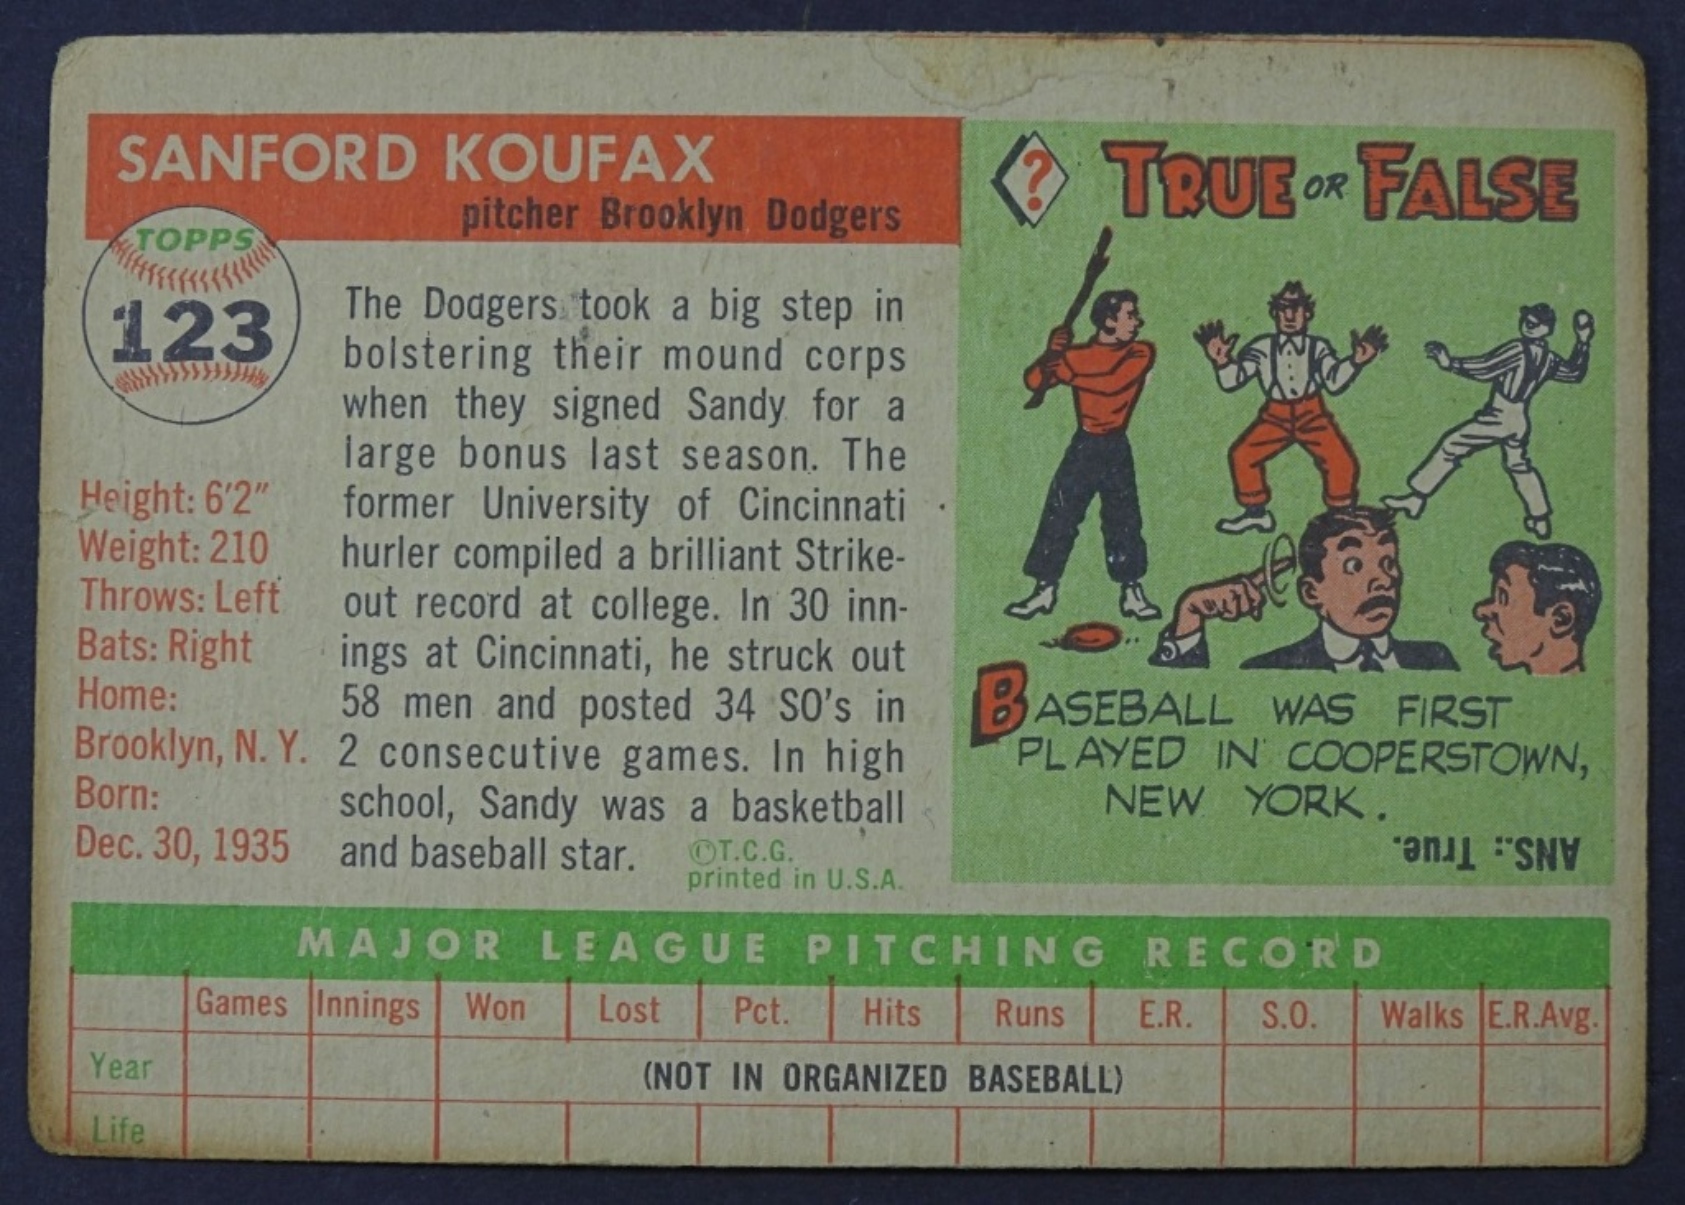 SANFORD KOUFAX
pitcher Brooklyn Dodgers
TOPPS
123
Height: 6'2"
Weight: 210
Throws: Left
Bats: Right
Home:
Brooklyn, N. Y.
Born:
Dec. 30, 1935
The Dodgers took a big step in
bolstering their mound corps
when they signed Sandy for a
large bonus last season. The
former University of Cincinnati
hurler compiled a brilliant Strike-
out record at college. In 30 inn-
ings at Cincinnati, he struck out
58 men and posted 34 SO's in
2 consecutive games. In high
school, Sandy was a basketball
and baseball star.
©T.C.G.
printed in U.S.A.
?
TRUE OR FALSE
BASEBALL WAS FIRST
PLAYED IN COOPERSTOWN,
NEW YORK.
ANS.: True.
MAJOR LEAGUE PITCHING RECORD
Games Innings Won Lost Pct. Hits Runs E.R. S.O. Walks E.R.Avg.
Year (NOT IN ORGANIZED BASEBALL)
Life